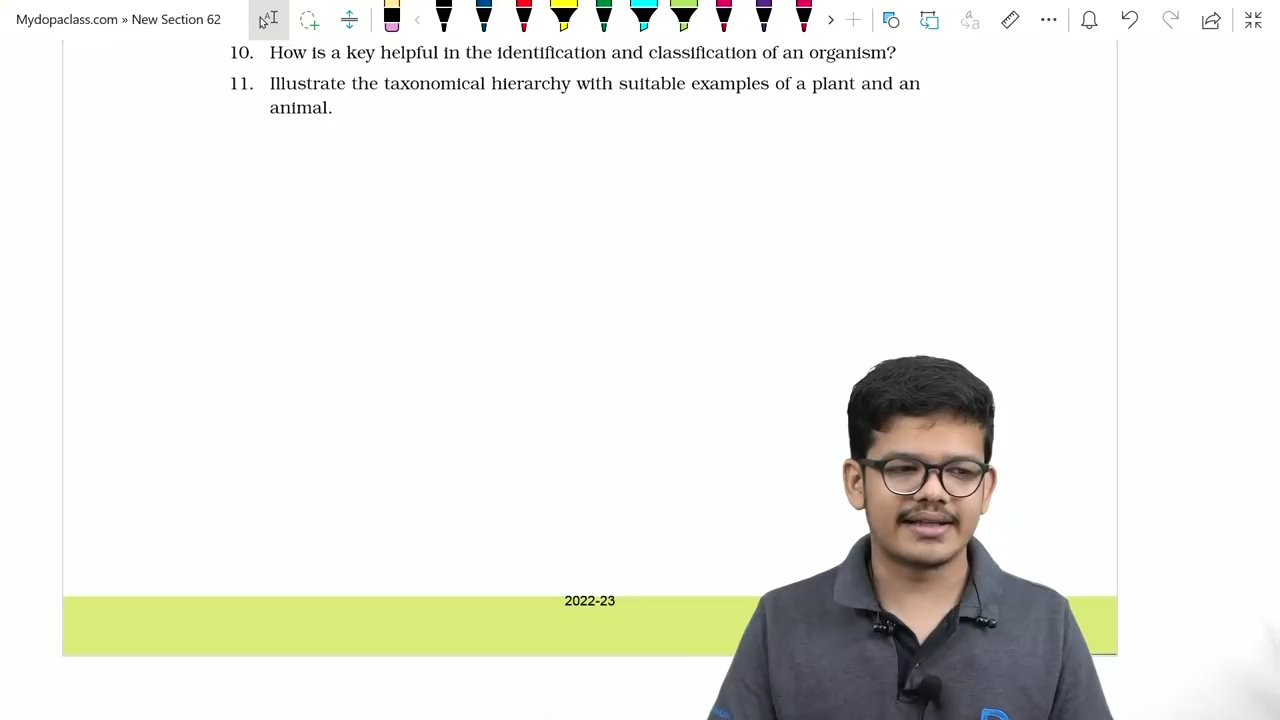 Mydopaclass.com » New Section 62
10. How is a key helpful in the identification and classification of an organism?
11. Illustrate the taxonomical hierarchy with suitable examples of a plant and an
animal.
2022-23